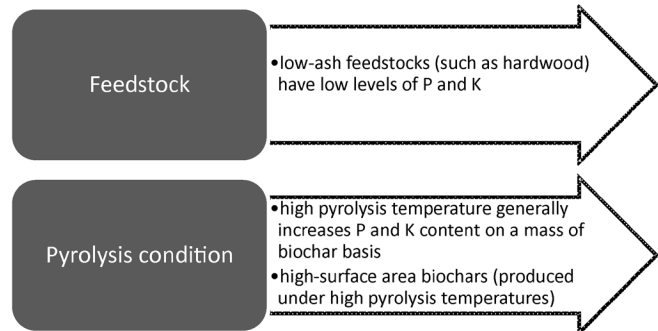 Feedstock
•low-ash feedstocks (such as hardwood)
have low levels of P and K
Pyrolysis condition
•high pyrolysis temperature generally
increases P and K content on a mass of
biochar basis
•high-surface area biochars (produced
under high pyrolysis temperatures)